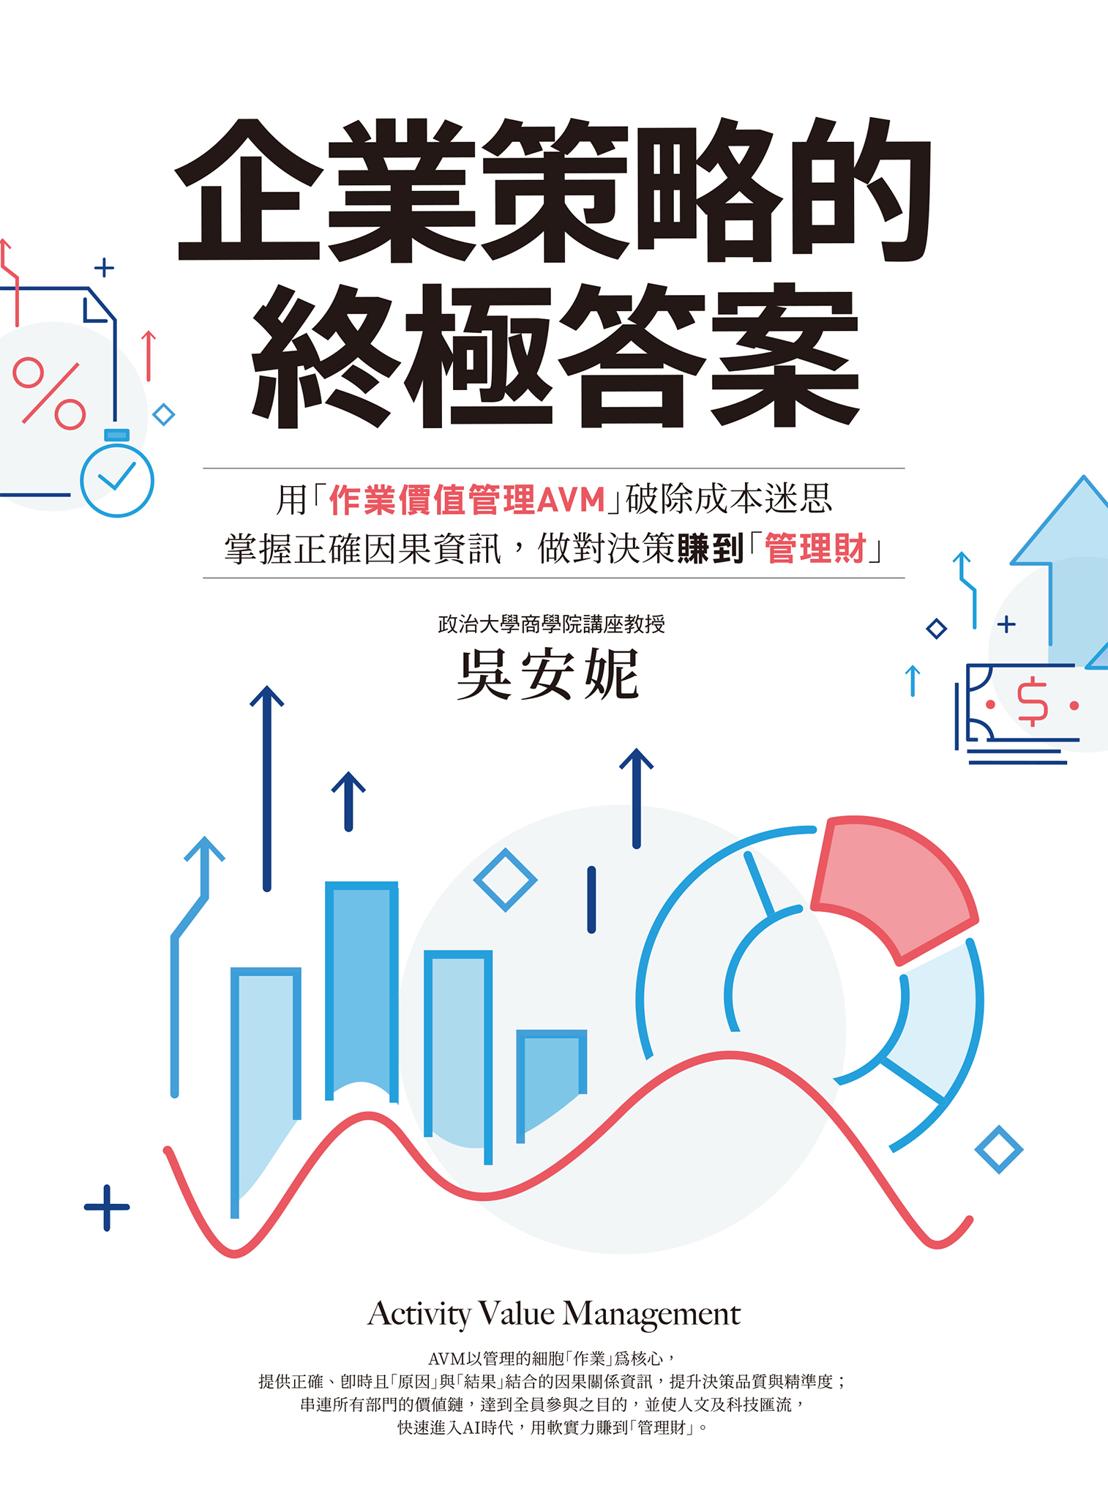 企業策略的
終極答案
用「作業價值管理AVM」破除成本迷思
掌握正確因果資訊，做對決策賺到「管理財」
政治大學商學院講座教授
吳安妮
%
$
Activity Value Management
AVM以管理的細胞「作業」為核心，
提供正確、即時且「原因」與「結果」結合的因果關係資訊，提升決策品質與精準度；
串連所有部門的價值鏈，達到全員參與之目的，並使人文及科技匯流，
快速進入AI時代，用軟實力賺到「管理財」。